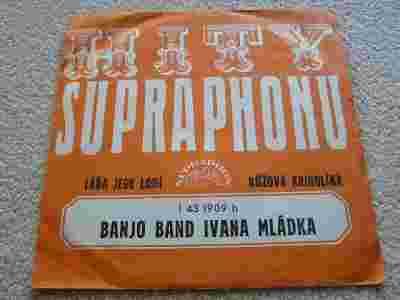 HITY
SUPRAPHONU
LÁĎA JEDE LODÍ
RŮŽOVÁ KRINOLÍNA
1 43 1909 h
BANJO BAND IVANA MLÁDKA